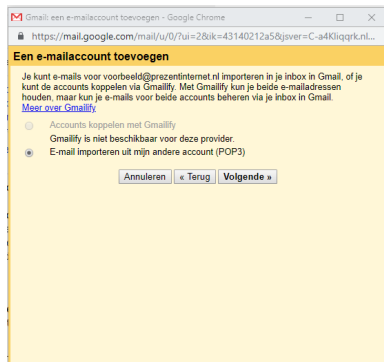 Gmail: een e-mailaccount toevoegen - Google Chrome
https://mail.google.com/mail/u/0/?ui=2&ik=43140212a5&jsver=C-a4Kliqqrk.nl...
Een e-mailaccount toevoegen
Je kunt e-mails voor voorbeeld@prezentinternet.nl importeren in je inbox in Gmail, of je
kunt de accounts koppelen via Gmailify. Met Gmailify kun je beide e-mailadressen
houden, maar kun je e-mails voor beide accounts beheren via je inbox in Gmail.
Meer over Gmailify
Accounts koppelen met Gmailify
Gmailify is niet beschikbaar voor deze provider.
E-mail importeren uit mijn andere account (POP3)
Annuleren « Terug Volgende »